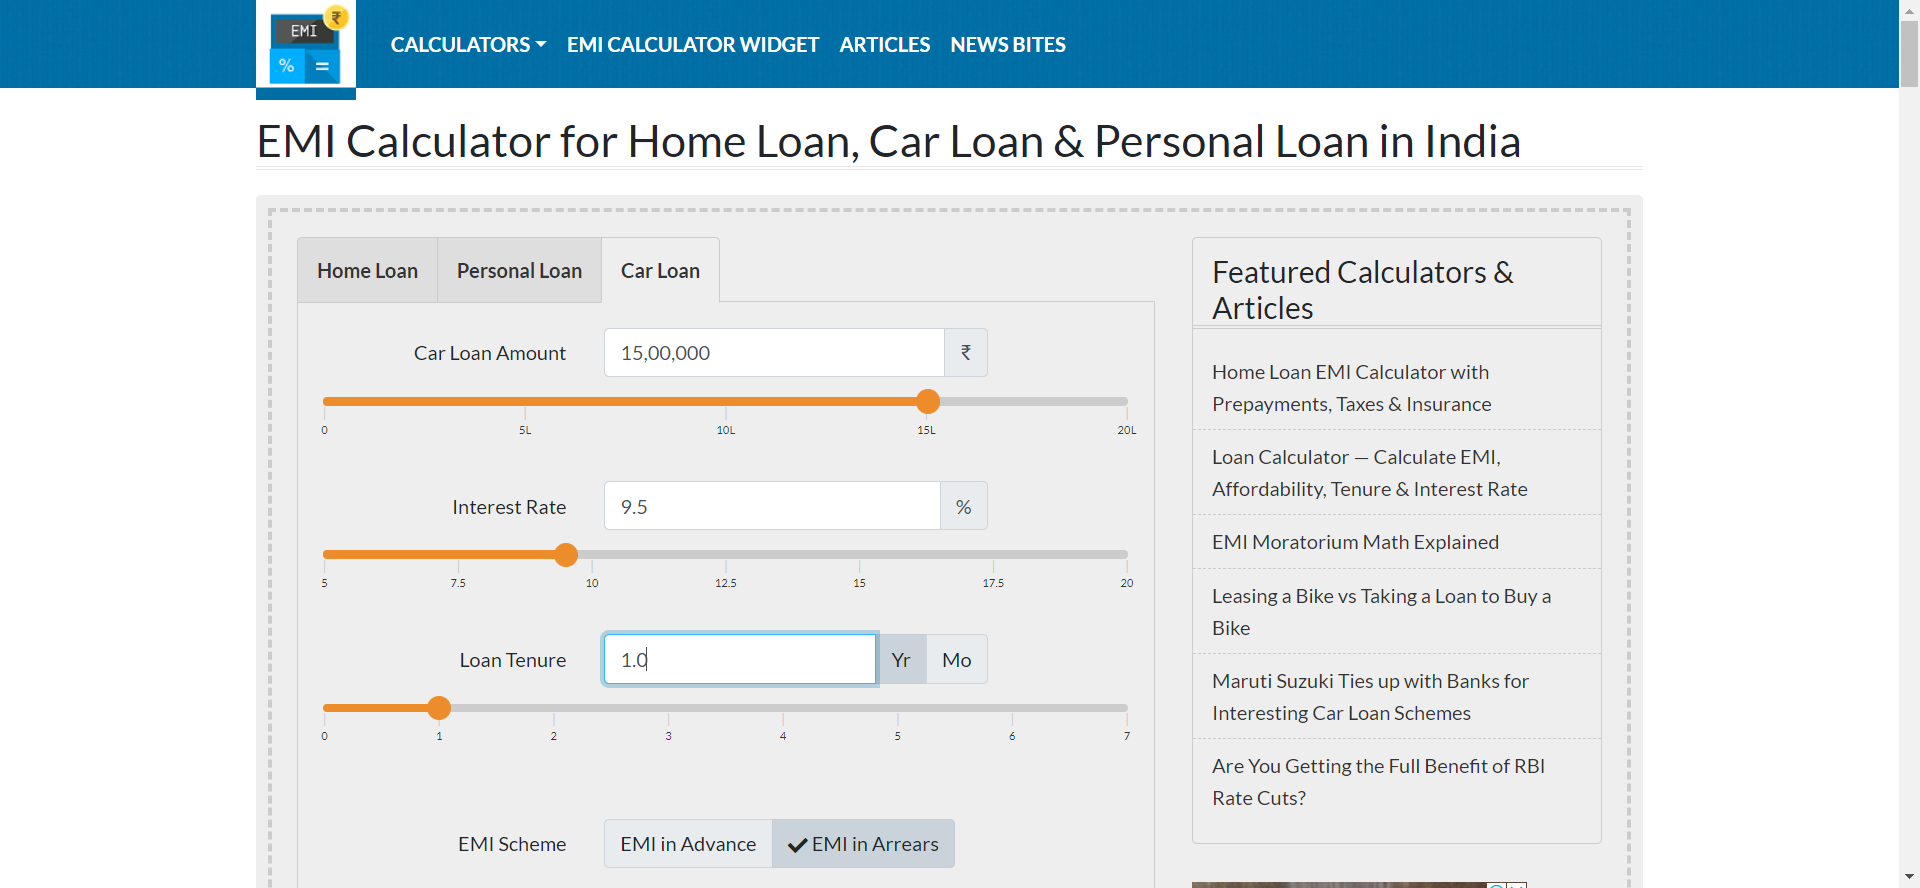 EMI
₹
%
=
CALCULATORS
EMI CALCULATOR WIDGET
ARTICLES
NEWS BITES
EMI Calculator for Home Loan, Car Loan & Personal Loan in India
Home Loan
Personal Loan
Car Loan
Car Loan Amount
15,00,000
₹
0 5L 10L 15L 20L
Interest Rate
9.5
%
5 7.5 10 12.5 15 17.5 20
Loan Tenure
1.0
Yr
Mo
0 1 2 3 4 5 6 7
EMI Scheme
EMI in Advance
EMI in Arrears
Featured Calculators &
Articles
Home Loan EMI Calculator with
Prepayments, Taxes & Insurance
Loan Calculator — Calculate EMI,
Affordability, Tenure & Interest Rate
EMI Moratorium Math Explained
Leasing a Bike vs Taking a Loan to Buy a
Bike
Maruti Suzuki Ties up with Banks for
Interesting Car Loan Schemes
Are You Getting the Full Benefit of RBI
Rate Cuts?